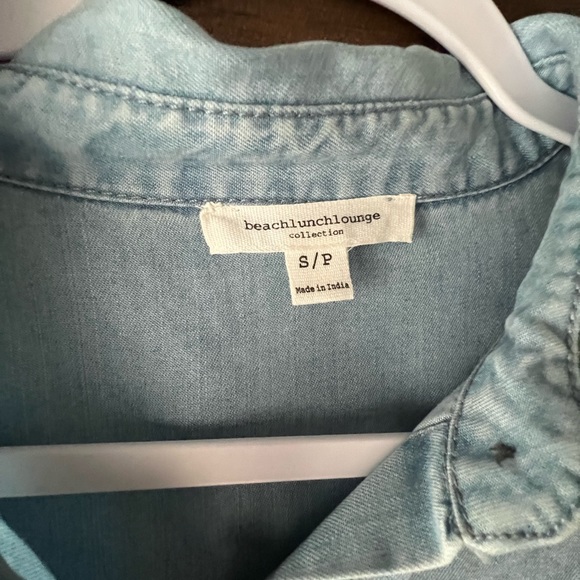 beachlunchlounge
collection
S/P
Made in India